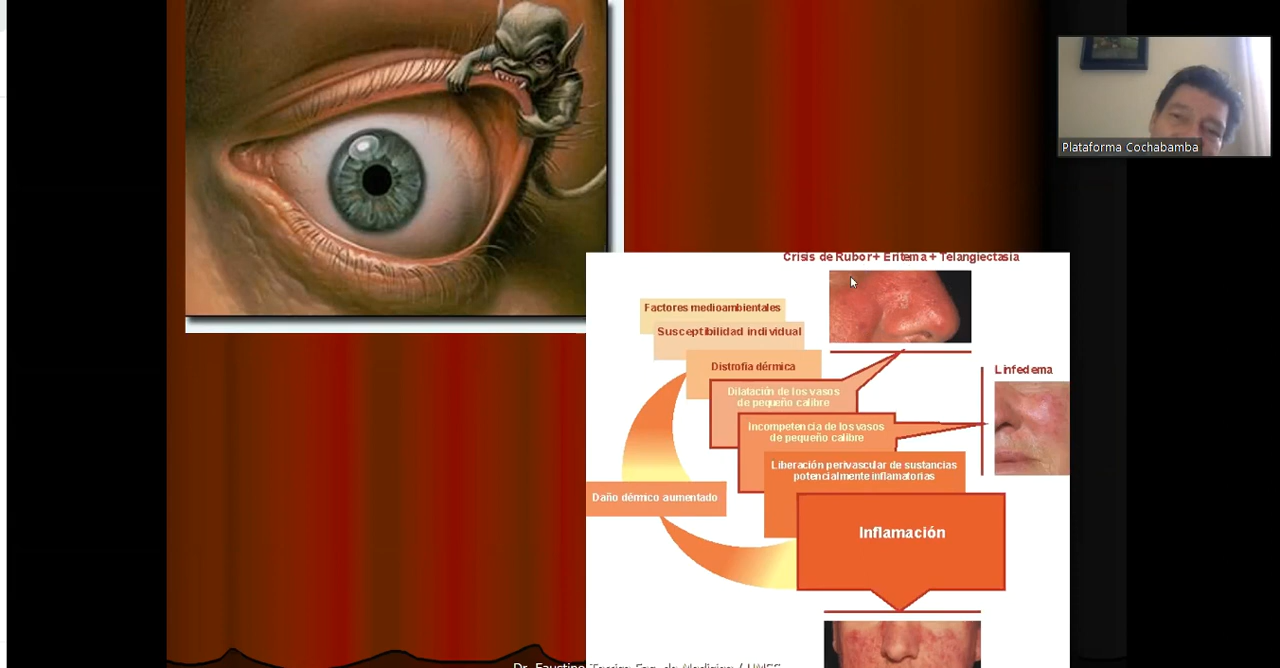 Plataforma Cochabamba
Crisis de Rubor + Eritema + Telangiectasia
Factores medioambientales
Susceptibilidad individual
Distrofia dérmica
Linfedema
Dilatación de los vasos
de pequeño calibre
Incompetencia de los vasos
de pequeño calibre
Liberación perivascular de sustancias
potencialmente inflamatorias
Daño dérmico aumentado
Inflamación
Dr. Faustino